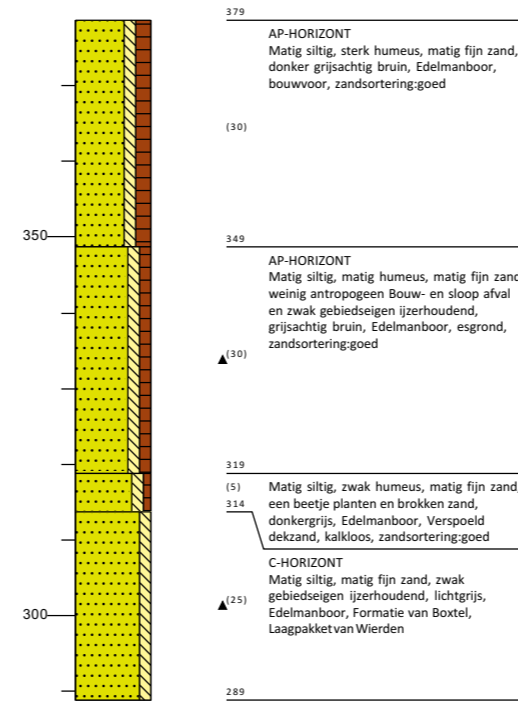 379
AP-HORIZONT
Matig siltig, sterk humeus, matig fijn zand,
donker grijsachtig bruin, Edelmanboor,
bouwvoor, zandsortering:goed
(30)
350
349
AP-HORIZONT
Matig siltig, matig humeus, matig fijn zand
weinig antropogeen Bouw- en sloop afval
en zwak gebiedseigen ijzerhoudend,
grijsachtig bruin, Edelmanboor, esgrond,
zandsortering:goed
(30)
319
(5)
Matig siltig, zwak humeus, matig fijn zand
314
een beetje planten en brokken zand,
donkergrijs, Edelmanboor, Verspoeld
dekzand, kalkloos, zandsortering:goed
C-HORIZONT
Matig siltig, matig fijn zand, zwak
gebiedseigen ijzerhoudend, lichtgrijs,
Edelmanboor, Formatie van Boxtel,
Laagpakket van Wierden
(25)
300
289